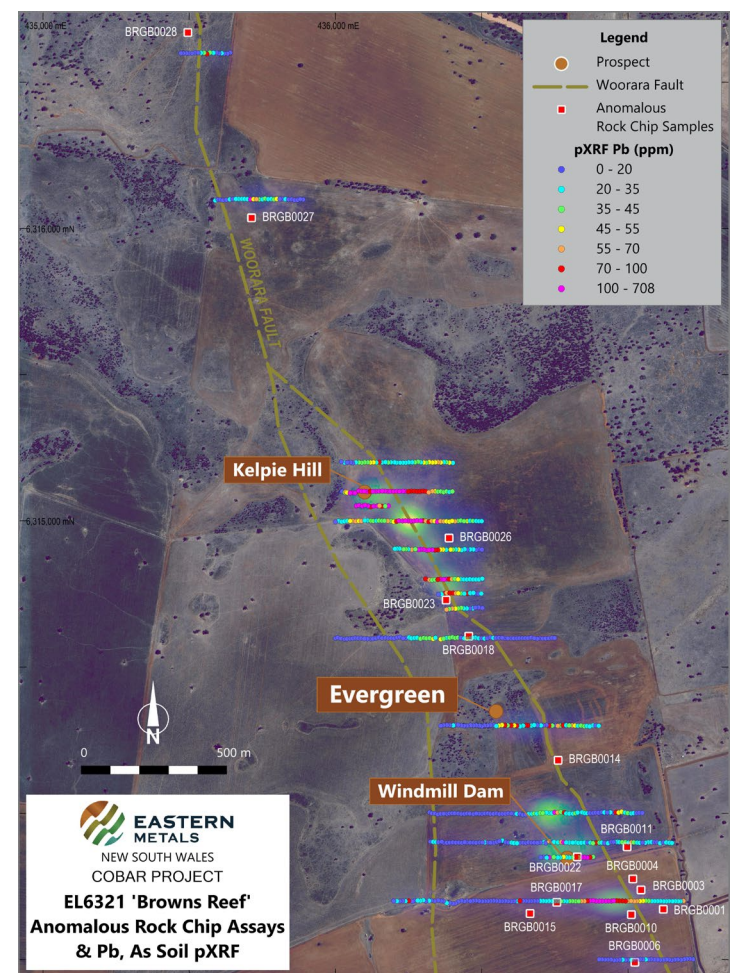 435,000 mE
436,000 mE
BRGB0028
Legend
Prospect
Woorara Fault
Anomalous
Rock Chip Samples
pXRF Pb (ppm)
0 - 20
20 - 35
35 - 45
45 - 55
55 - 70
70 - 100
100 - 708
BRGB0027
6,316,000 mN
WOORARA FAULT
Kelpie Hill
6,315,000 mN
BRGB0026
BRGB0023
BRGB0018
Evergreen
N
0 500 m
BRGB0014
Windmill Dam
BRGB0011
BRGB0022
BRGB0004
BRGB0017
BRGB0003
BRGB0001
BRGB0015
BRGB0010
BRGB0006
EASTERN
METALS
NEW SOUTH WALES
COBAR PROJECT
EL6321 'Browns Reef'
Anomalous Rock Chip Assays
& Pb, As Soil pXRF